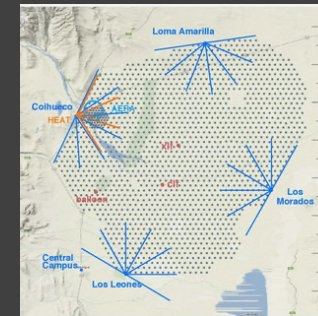 Loma Amarilla
Coihueco
AERA
HEAT
xlf
clf
balloon
Los
Morados
Central
Campus
Los Leones